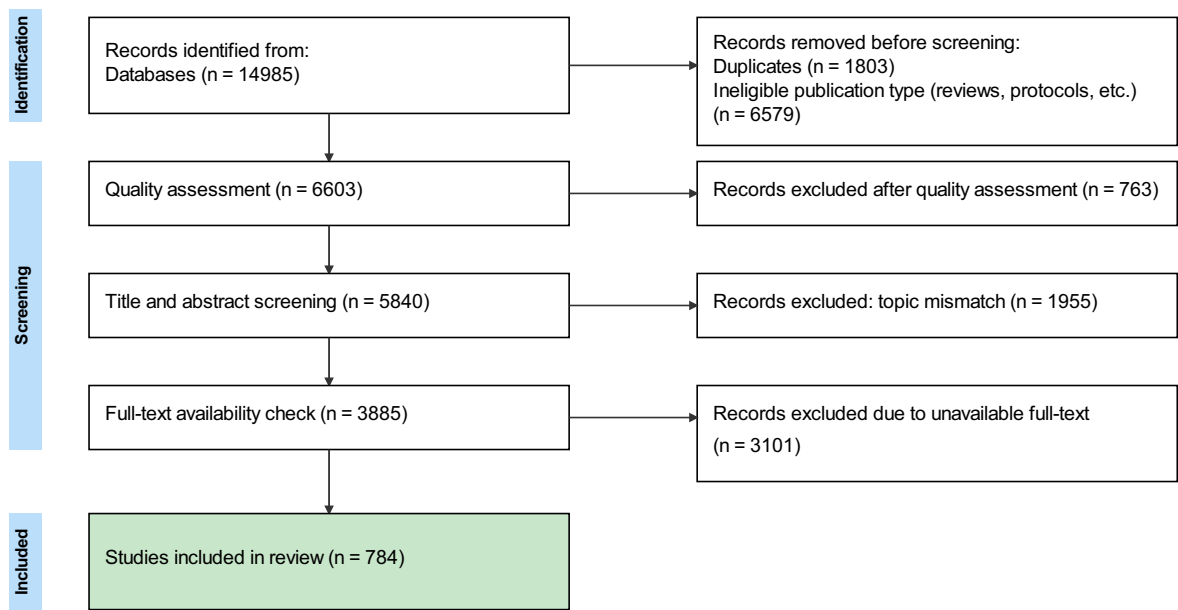 Identification
Records identified from:
Databases (n = 14985)
Records removed before screening:
Duplicates (n = 1803)
Ineligible publication type (reviews, protocols, etc.)
(n = 6579)
Screening
Quality assessment (n = 6603)
Records excluded after quality assessment (n = 763)
Title and abstract screening (n = 5840)
Records excluded: topic mismatch (n = 1955)
Full-text availability check (n = 3885)
Records excluded due to unavailable full-text
(n = 3101)
Included
Studies included in review (n = 784)